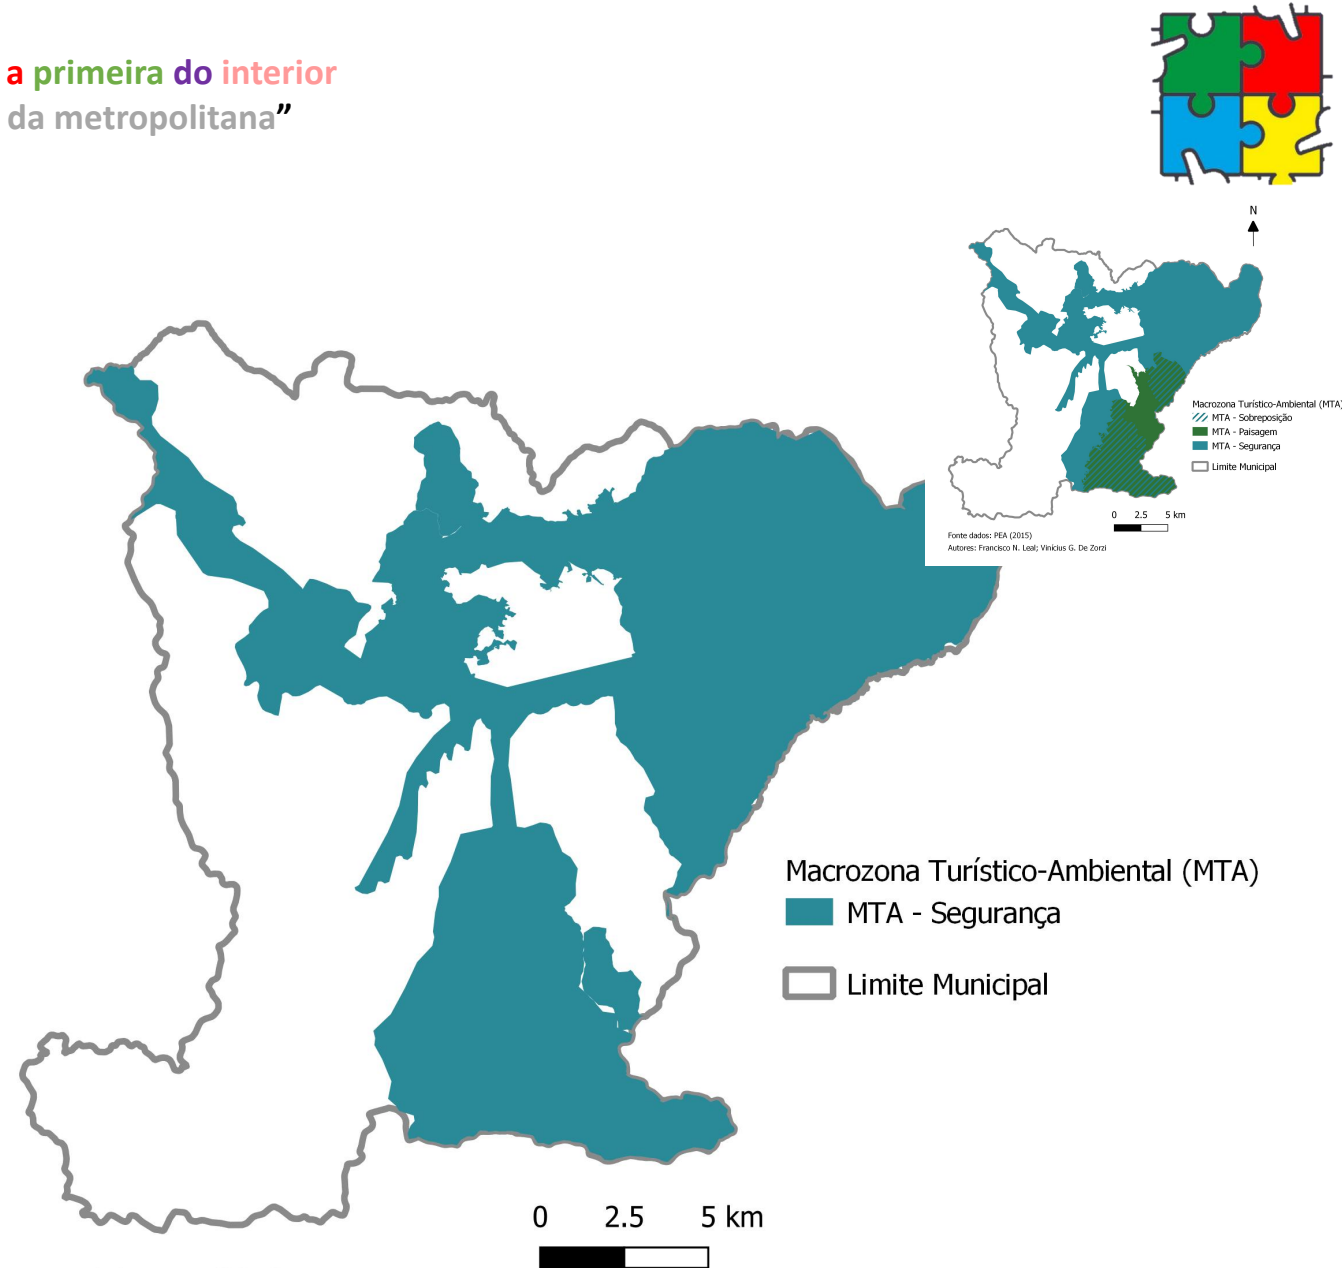 a primeira do interior
da metropolitana”
N
Macrozona Turístico-Ambiental (MTA)
MTA - Sobreposição
MTA - Paisagem
MTA - Segurança
Limite Municipal
0 2.5 5 km
Fonte dados: PEA (2015)
Autores: Francisco N. Leal; Vinícius G. De Zorzi
Macrozona Turístico-Ambiental (MTA)
MTA - Segurança
Limite Municipal
0 2.5 5 km